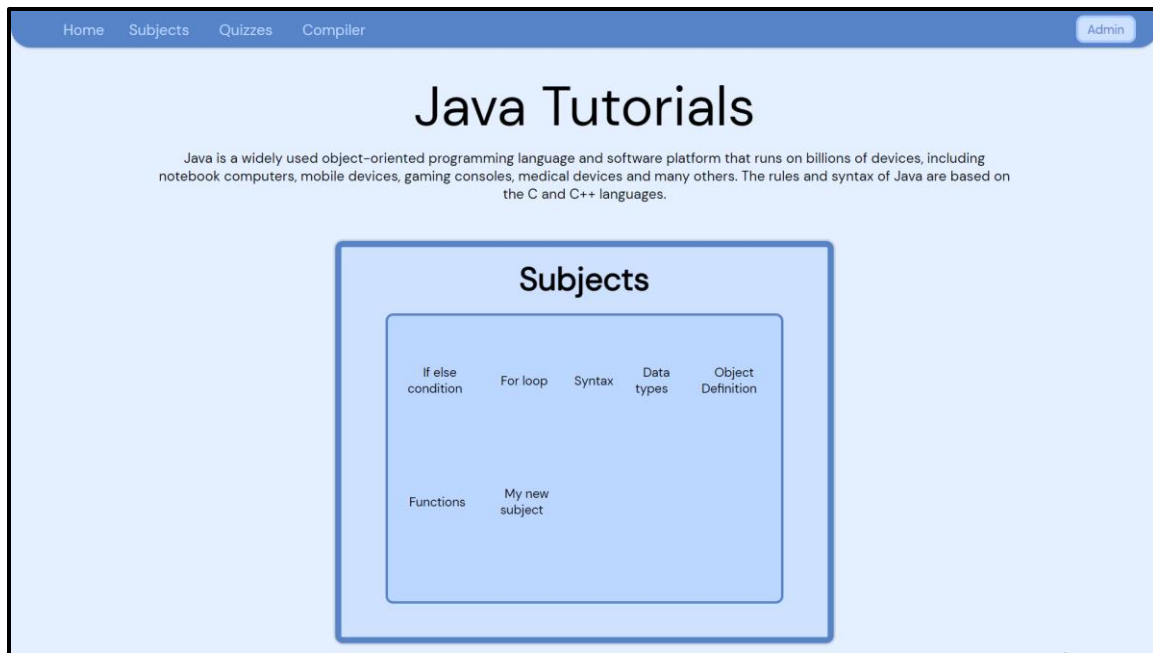 Home Subjects Quizzes Compiler Admin
Java Tutorials
Java is a widely used object-oriented programming language and software platform that runs on billions of devices, including
notebook computers, mobile devices, gaming consoles, medical devices and many others. The rules and syntax of Java are based on
the C and C++ languages.
Subjects
If else
condition
For loop
Syntax
Data
types
Object
Definition
Functions
My new
subject